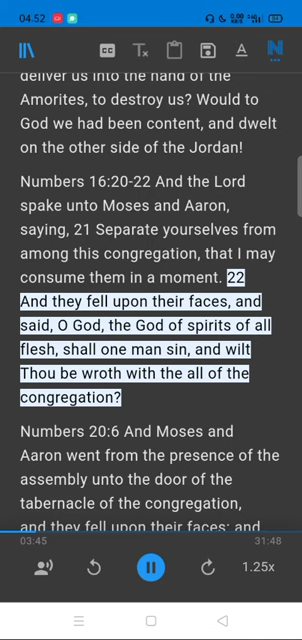 04.52
0.00
KB/S
deliver us into the hand of the
Amorites, to destroy us? Would to
God we had been content, and dwelt
on the other side of the Jordan!
Numbers 16:20-22 And the Lord
spake unto Moses and Aaron,
saying, 21 Separate yourselves from
among this congregation, that I may
consume them in a moment. 22
And they fell upon their faces, and
said, O God, the God of spirits of all
flesh, shall one man sin, and wilt
Thou be wroth with the all of the
congregation?
Numbers 20:6 And Moses and
Aaron went from the presence of the
assembly unto the door of the
tabernacle of the congregation,
and they fell upon their faces: and
03:45
31:48
1.25x